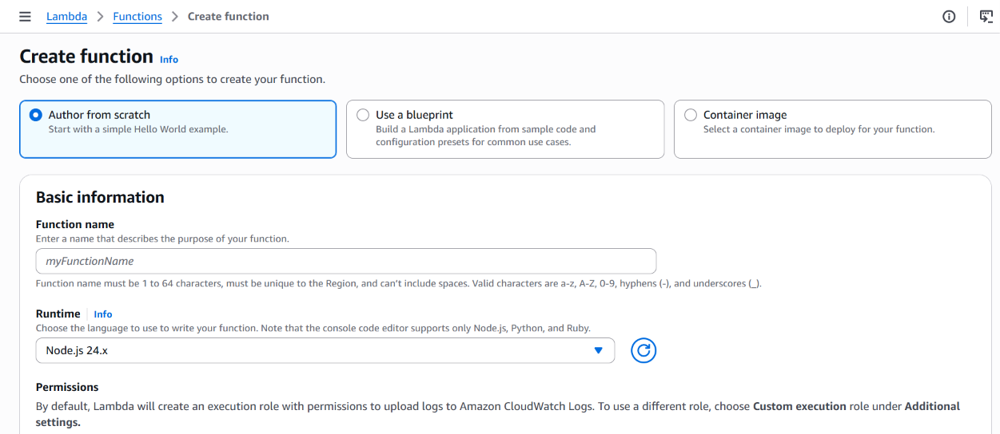 Lambda > Functions > Create function
Create function Info
Choose one of the following options to create your function.
Author from scratch
Start with a simple Hello World example.
Use a blueprint
Build a Lambda application from sample code and
configuration presets for common use cases.
Container image
Select a container image to deploy for your function.
Basic information
Function name
Enter a name that describes the purpose of your function.
myFunctionName
Function name must be 1 to 64 characters, must be unique to the Region, and can't include spaces. Valid characters are a-z, A-Z, 0-9, hyphens (-), and underscores (_).
Runtime Info
Choose the language to use to write your function. Note that the console code editor supports only Node.js, Python, and Ruby.
Node.js 24.x
Permissions
By default, Lambda will create an execution role with permissions to upload logs to Amazon CloudWatch Logs. To use a different role, choose Custom execution role under Additional
settings.